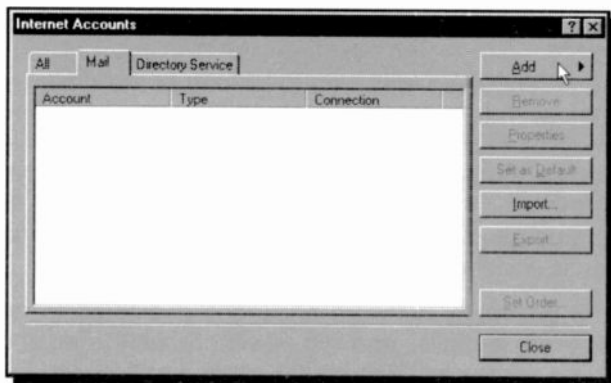 Internet Accounts
All Mail Directory Service
Account Type Connection
Add
Remove
Properties
Set as Default
Import...
Export...
Set Order...
Close